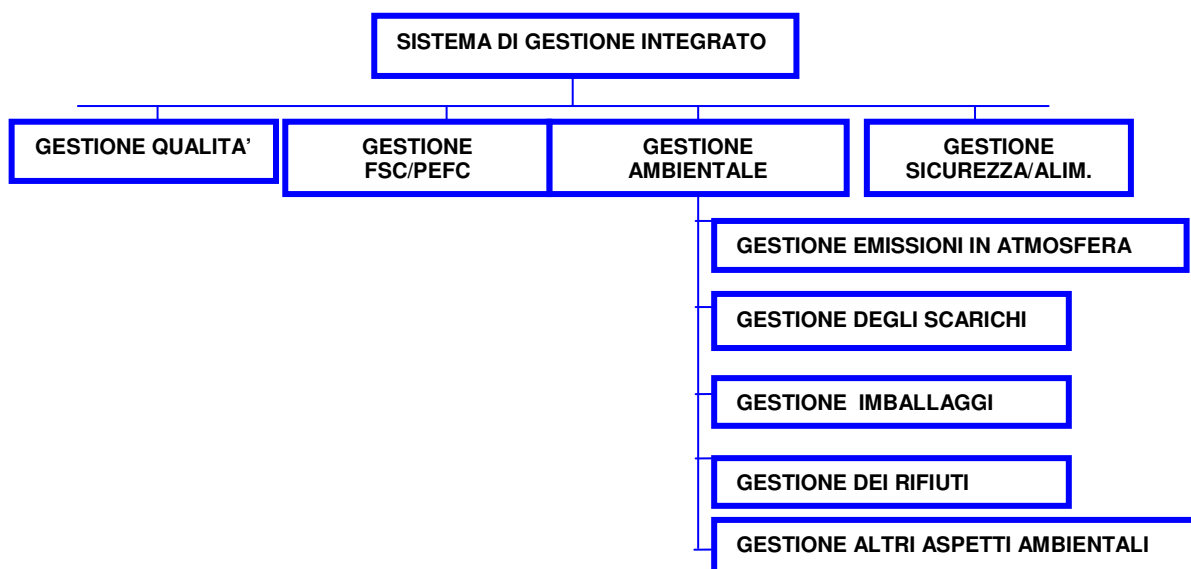 SISTEMA DI GESTIONE INTEGRATO
GESTIONE QUALITA’
GESTIONE
FSC/PEFC
GESTIONE
AMBIENTALE
GESTIONE
SICUREZZA/ALIM.
GESTIONE EMISSIONI IN ATMOSFERA
GESTIONE DEGLI SCARICHI
GESTIONE IMBALLAGGI
GESTIONE DEI RIFIUTI
GESTIONE ALTRI ASPETTI AMBIENTALI